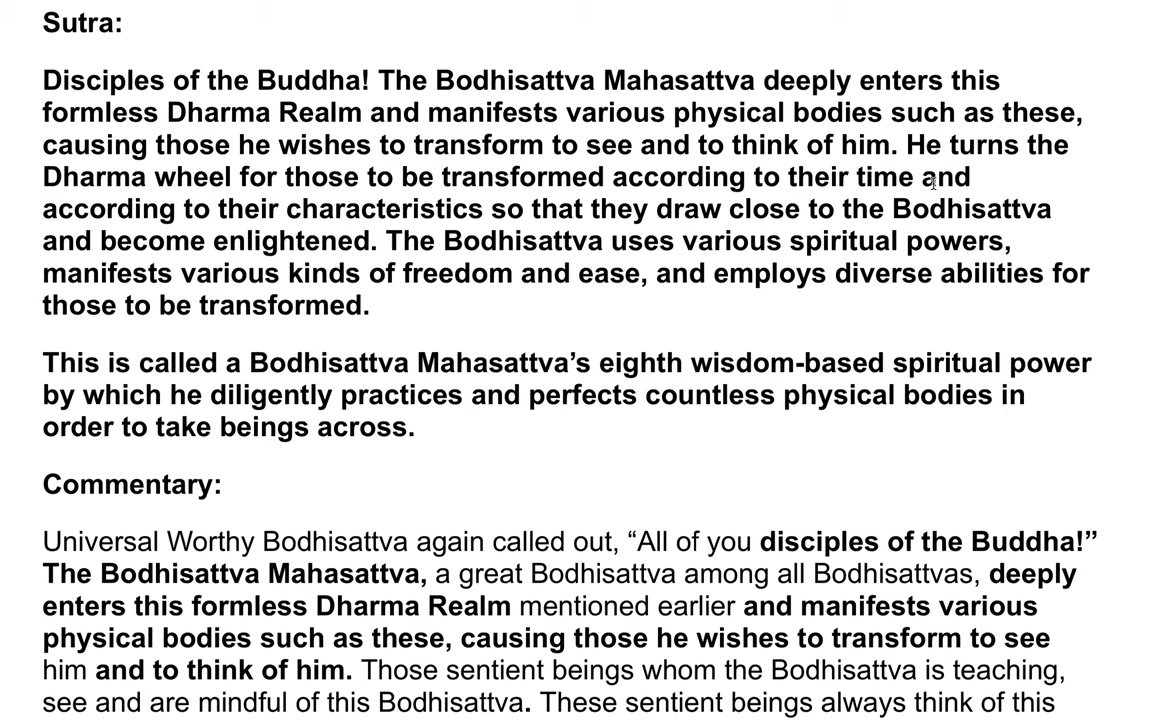 Sutra:
Disciples of the Buddha! The Bodhisattva Mahasattva deeply enters this
formless Dharma Realm and manifests various physical bodies such as these,
causing those he wishes to transform to see and to think of him. He turns the
Dharma wheel for those to be transformed according to their time and
according to their characteristics so that they draw close to the Bodhisattva
and become enlightened. The Bodhisattva uses various spiritual powers,
manifests various kinds of freedom and ease, and employs diverse abilities for
those to be transformed.
This is called a Bodhisattva Mahasattva’s eighth wisdom-based spiritual power
by which he diligently practices and perfects countless physical bodies in
order to take beings across.
Commentary:
Universal Worthy Bodhisattva again called out, “All of you disciples of the Buddha!”
The Bodhisattva Mahasattva, a great Bodhisattva among all Bodhisattvas, deeply
enters this formless Dharma Realm mentioned earlier and manifests various
physical bodies such as these, causing those he wishes to transform to see
him and to think of him. Those sentient beings whom the Bodhisattva is teaching,
see and are mindful of this Bodhisattva. These sentient beings always think of this